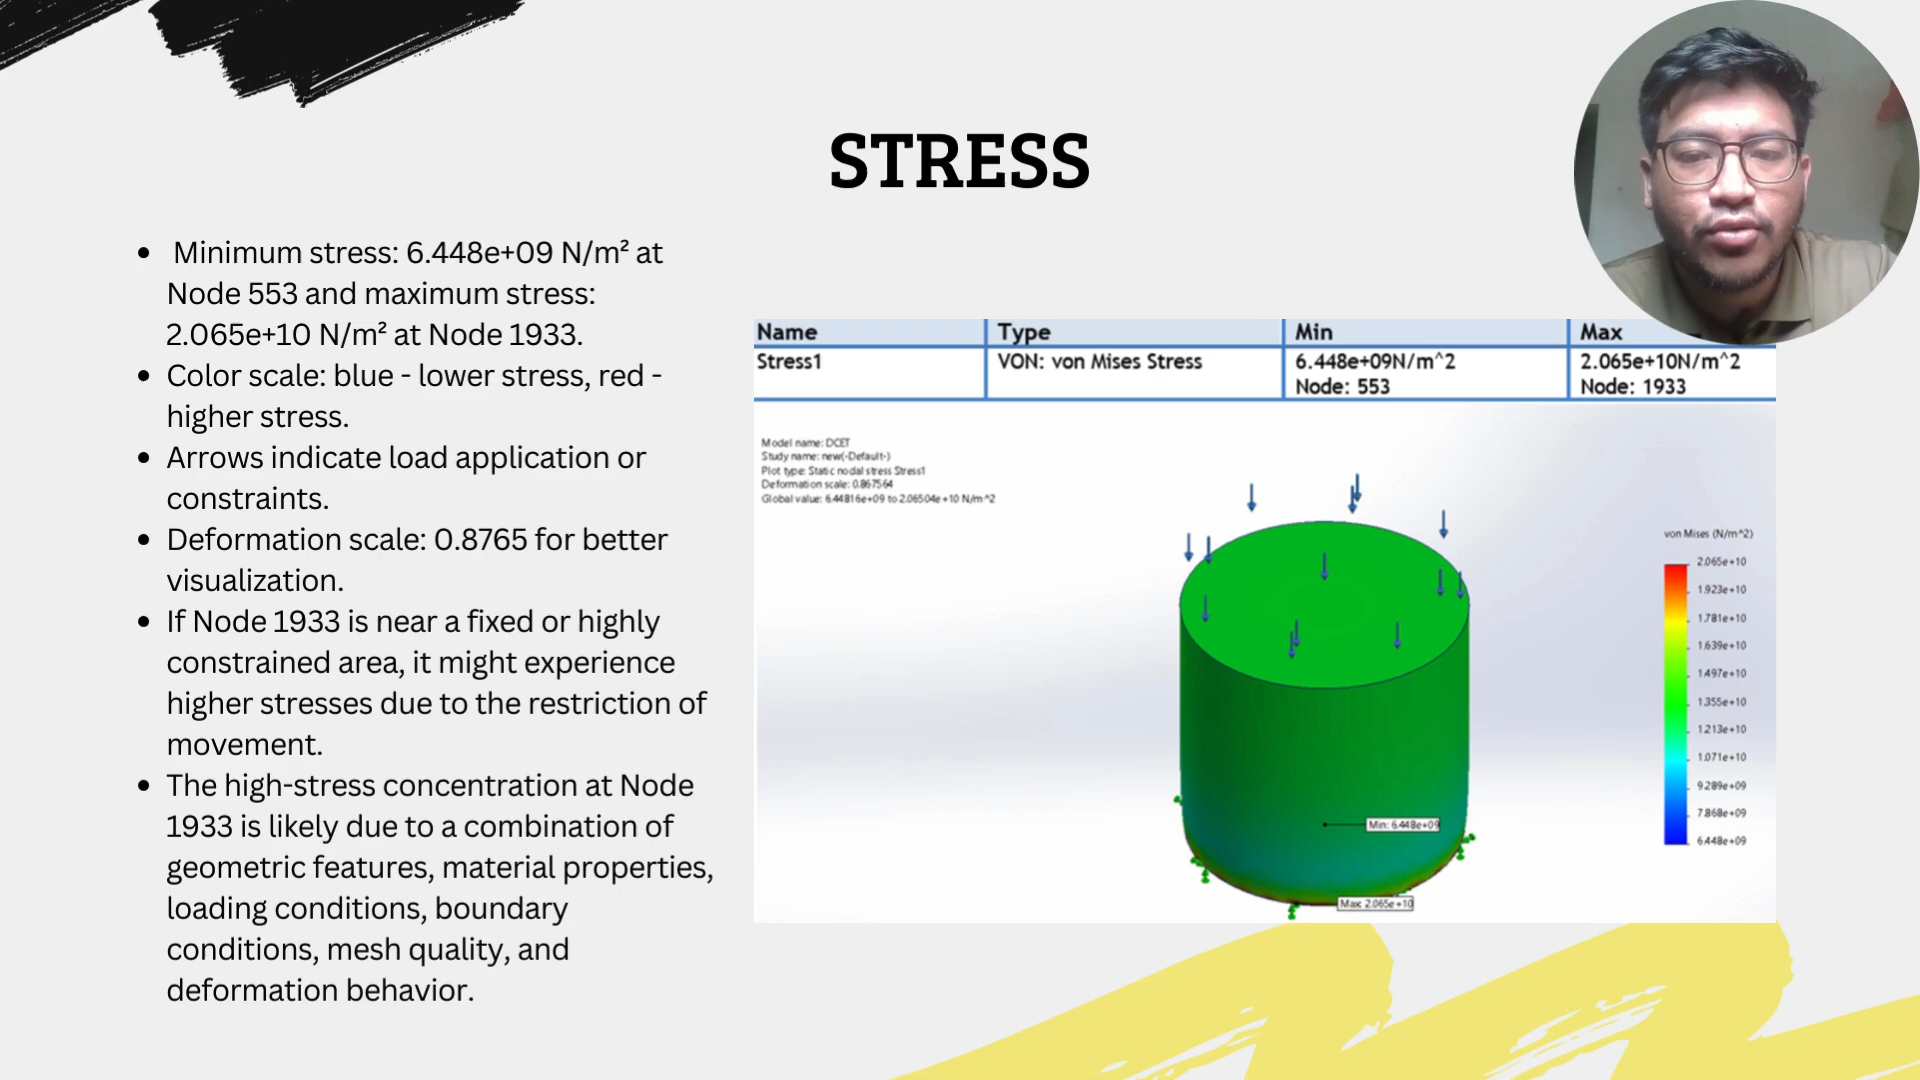 STRESS
Minimum stress: 6.448e+09 N/m² at
Node 553 and maximum stress:
2.065e+10 N/m² at Node 1933.
Color scale: blue - lower stress, red -
higher stress.
Arrows indicate load application or
constraints.
Deformation scale: 0.8765 for better
visualization.
If Node 1933 is near a fixed or highly
constrained area, it might experience
higher stresses due to the restriction of
movement.
The high-stress concentration at Node
1933 is likely due to a combination of
geometric features, material properties,
loading conditions, boundary
conditions, mesh quality, and
deformation behavior.
Name Type Min Max
Stress1 VON: von Mises Stress 6.448e+09N/m^2 2.065e+10N/m^2
Node: 553 Node: 1933
Model name: DCET
Study name: new(-Default-)
Plot type: Static nodal stress Stress1
Deformation scale: 0.867564
Global value: 6.44816e+09 to 2.06504e+10 N/m^2
von Mises (N/m^2)
2.065e+10
1.923e+10
1.781e+10
1.639e+10
1.497e+10
1.355e+10
1.213e+10
1.071e+10
9.289e+09
7.868e+09
6.448e+09
Min: 6.448e+09
Max: 2.065e+10